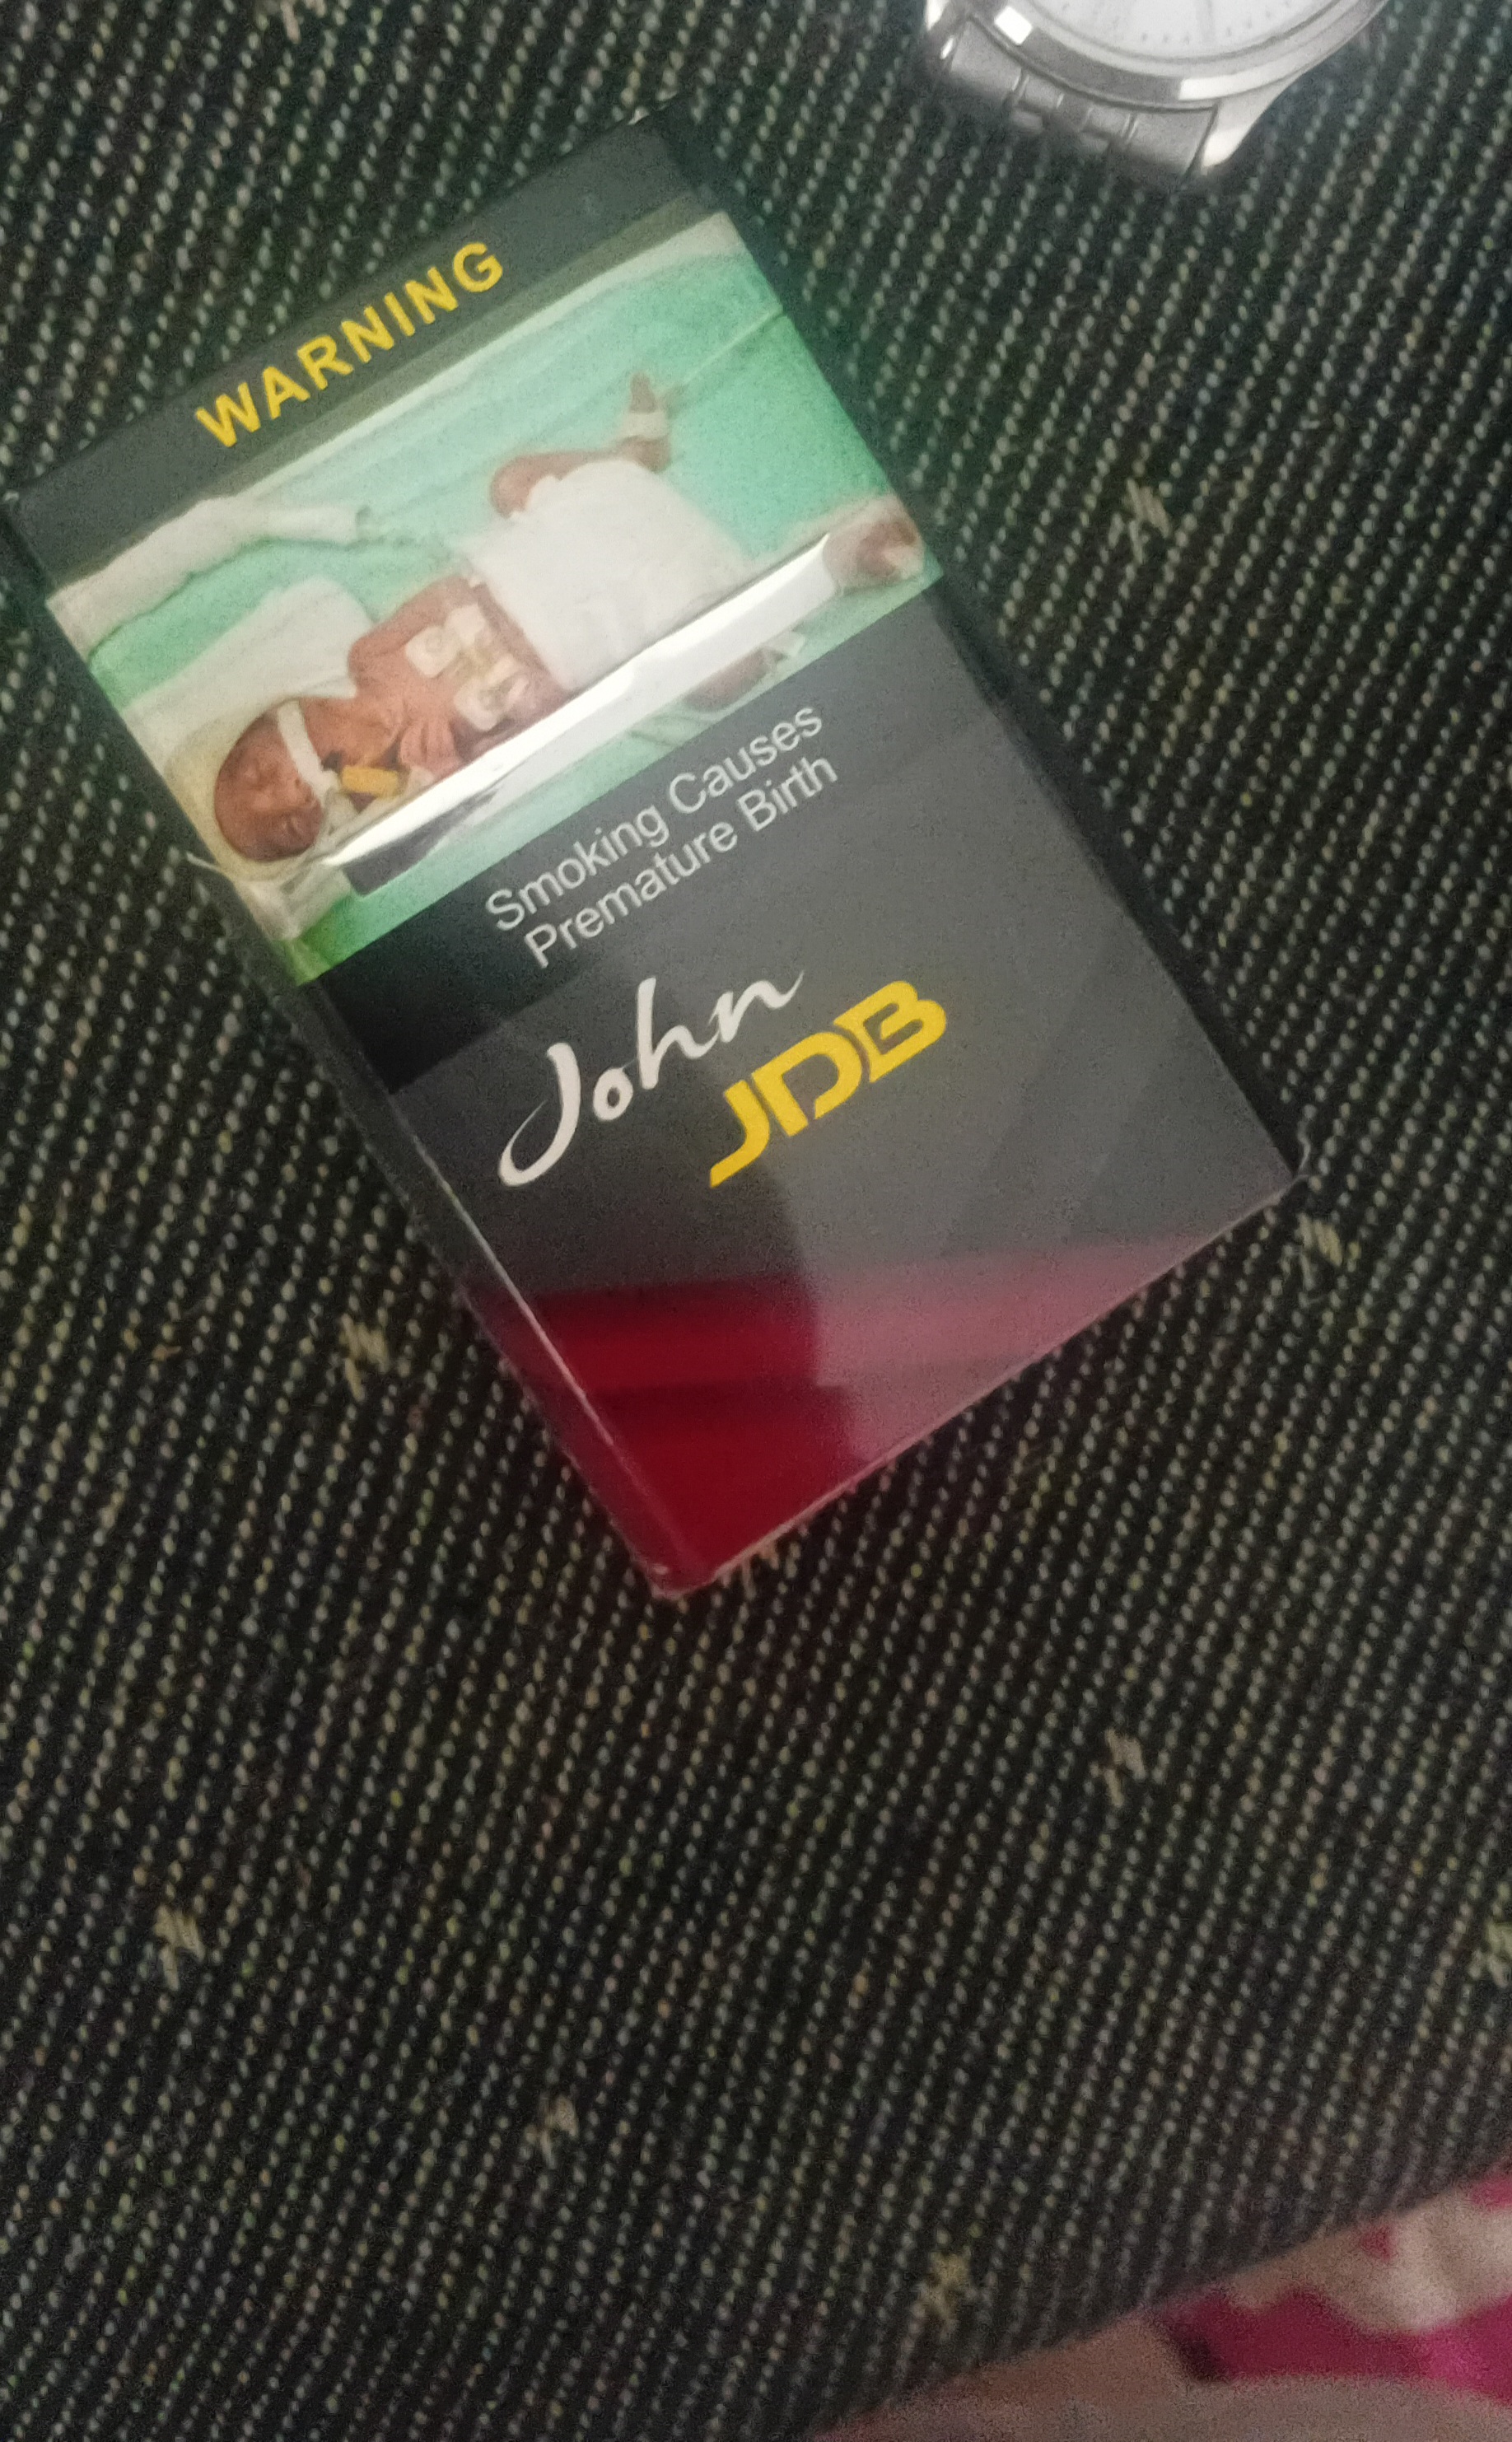 WARNING
Smoking Causes
Premature Birth
John
JDB